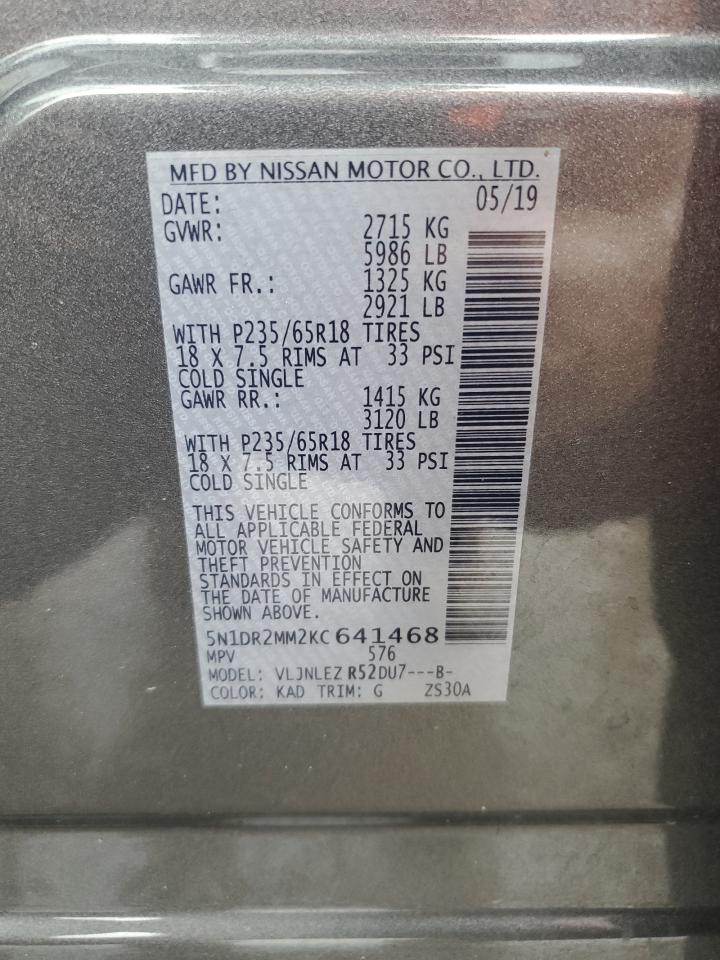 MFD BY NISSAN MOTOR CO., LTD.
DATE: 05/19
GVWR: 2715 KG
5986 LB
GAWR FR.: 1325 KG
2921 LB
WITH P235/65R18 TIRES
18 X 7.5 RIMS AT 33 PSI
COLD SINGLE
GAWR RR.: 1415 KG
3120 LB
WITH P235/65R18 TIRES
18 X 7.5 RIMS AT 33 PSI
COLD SINGLE
THIS VEHICLE CONFORMS TO
ALL APPLICABLE FEDERAL
MOTOR VEHICLE SAFETY AND
THEFT PREVENTION
STANDARDS IN EFFECT ON
THE DATE OF MANUFACTURE
SHOWN ABOVE.
5N1DR2MM2KC641468
MPV 576
MODEL: VLJNLEZ R52DU7---B-
COLOR: KAD TRIM: G ZS30A